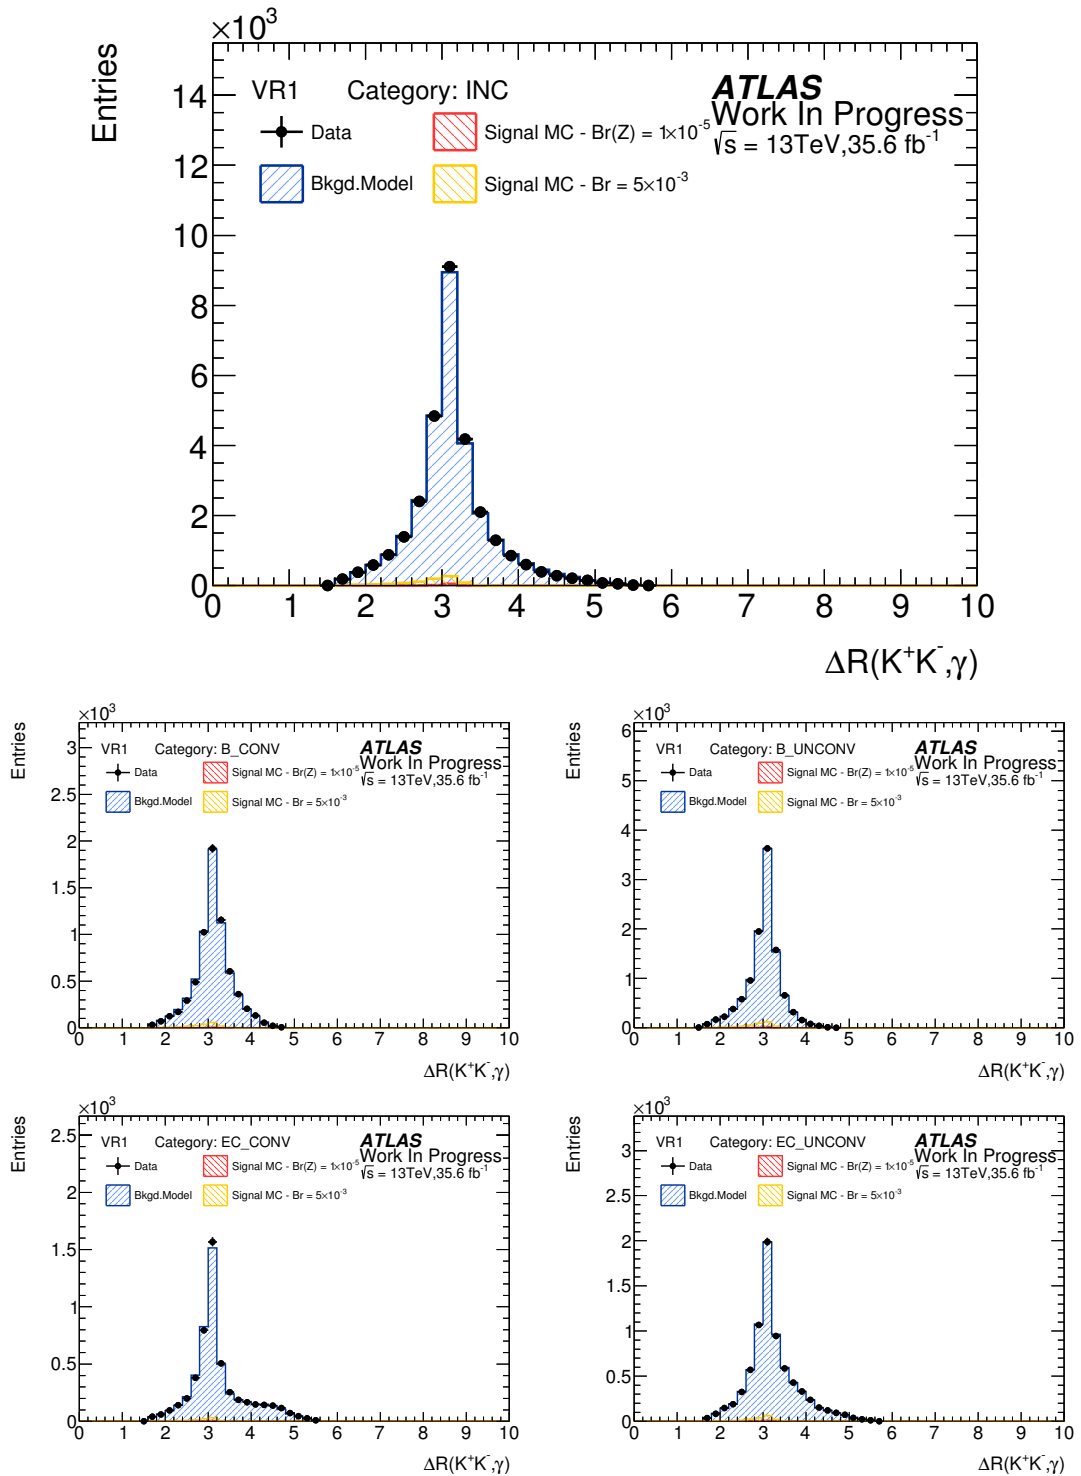 ×10³
Entries
VR1 Category: INC
Data
Bkgd.Model
Signal MC - Br(Z) = 1×10⁻⁵
Signal MC - Br = 5×10⁻³
ATLAS
Work In Progress
√s = 13TeV,35.6 fb⁻¹
14
12
10
8
6
4
2
0
0 1 2 3 4 5 6 7 8 9 10
ΔR(K⁺K⁻,γ)
×10³
Entries
VR1 Category: B_CONV
Data
Bkgd.Model
Signal MC - Br(Z) = 1×10⁻⁵
Signal MC - Br = 5×10⁻³
ATLAS
Work In Progress
√s = 13TeV,35.6 fb⁻¹
3
2.5
2
1.5
1
0.5
0
0 1 2 3 4 5 6 7 8 9 10
ΔR(K⁺K⁻,γ)
×10³
Entries
VR1 Category: B_UNCONV
Data
Bkgd.Model
Signal MC - Br(Z) = 1×10⁻⁵
Signal MC - Br = 5×10⁻³
ATLAS
Work In Progress
√s = 13TeV,35.6 fb⁻¹
6
5
4
3
2
1
0
0 1 2 3 4 5 6 7 8 9 10
ΔR(K⁺K⁻,γ)
×10³
Entries
VR1 Category: EC_CONV
Data
Bkgd.Model
Signal MC - Br(Z) = 1×10⁻⁵
Signal MC - Br = 5×10⁻³
ATLAS
Work In Progress
√s = 13TeV,35.6 fb⁻¹
2.5
2
1.5
1
0.5
0
0 1 2 3 4 5 6 7 8 9 10
ΔR(K⁺K⁻,γ)
×10³
Entries
VR1 Category: EC_UNCONV
Data
Bkgd.Model
Signal MC - Br(Z) = 1×10⁻⁵
Signal MC - Br = 5×10⁻³
ATLAS
Work In Progress
√s = 13TeV,35.6 fb⁻¹
3
2.5
2
1.5
1
0.5
0
0 1 2 3 4 5 6 7 8 9 10
ΔR(K⁺K⁻,γ)